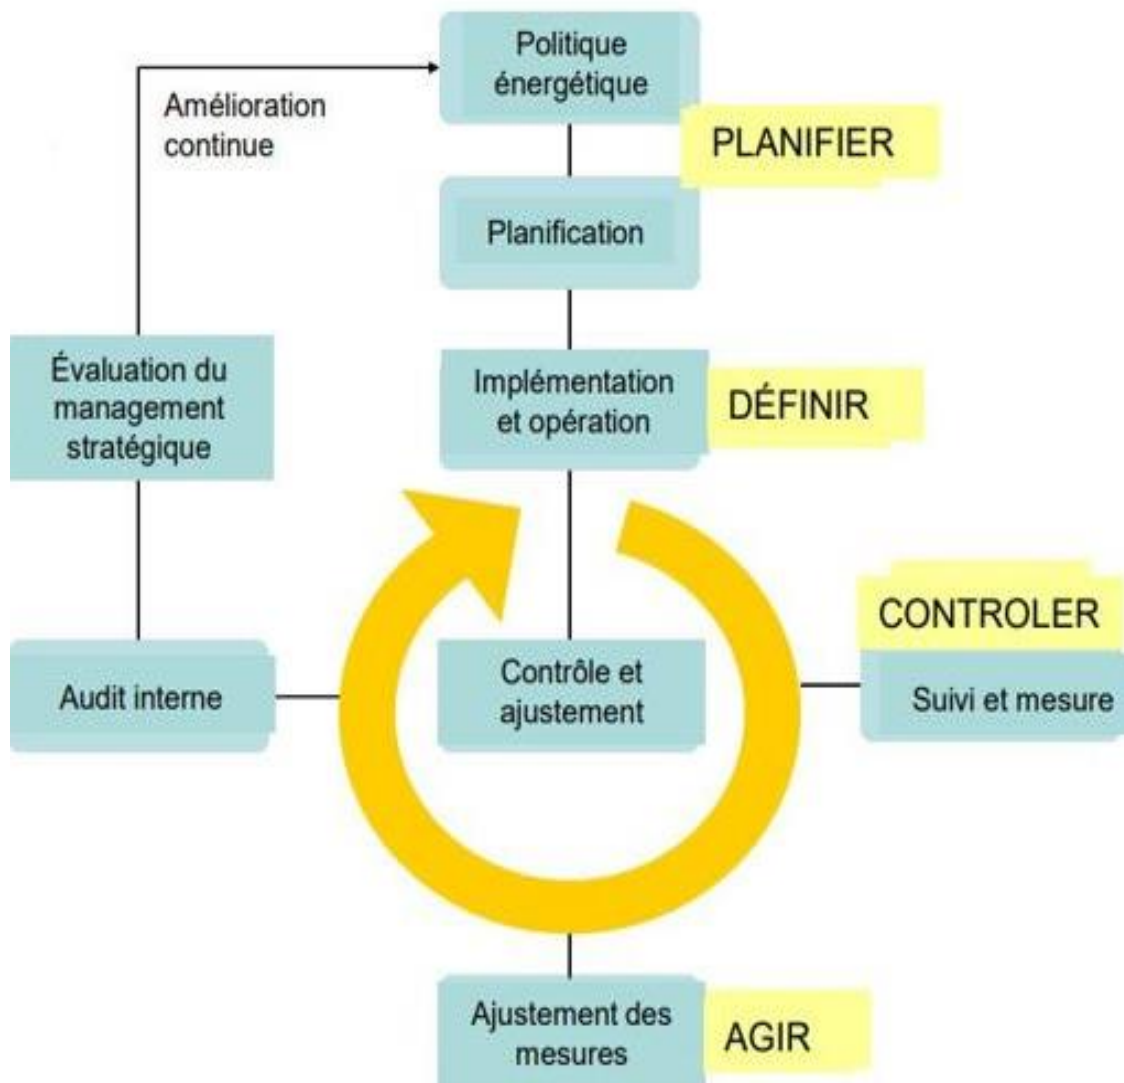 Politique
énergétique
Amélioration
continue
PLANIFIER
Planification
Évaluation du
management
stratégique
Implémentation
et opération
DÉFINIR
CONTROLER
Audit interne
Contrôle et
ajustement
Suivi et mesure
Ajustement des
mesures
AGIR